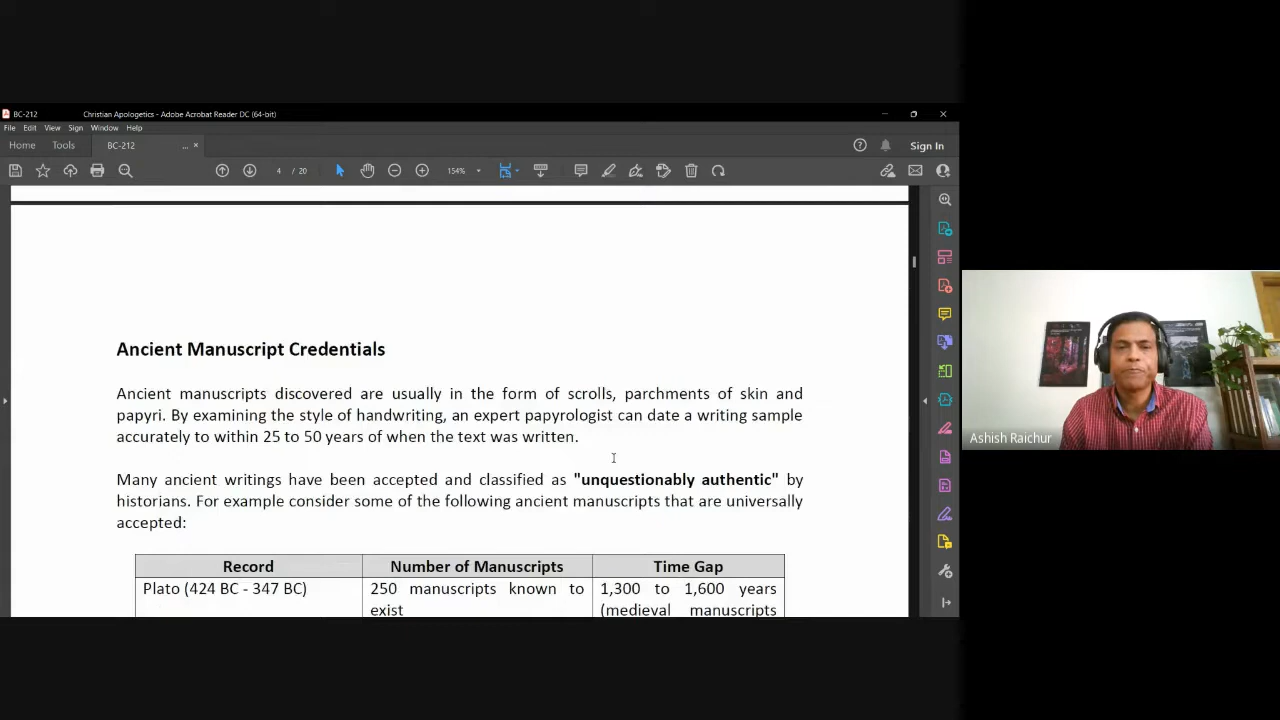 BC-212
Christian Apologetics - Adobe Acrobat Reader DC (64-bit)
File Edit View Sign Window Help
Home Tools BC-212 ... × Sign In
4 / 20 154%
Ancient Manuscript Credentials
Ancient manuscripts discovered are usually in the form of scrolls, parchments of skin and
papyri. By examining the style of handwriting, an expert papyrologist can date a writing sample
accurately to within 25 to 50 years of when the text was written.
Many ancient writings have been accepted and classified as "unquestionably authentic" by
historians. For example consider some of the following ancient manuscripts that are universally
accepted:
Record Number of Manuscripts Time Gap
Plato (424 BC - 347 BC) 250 manuscripts known to 1,300 to 1,600 years
exist (medieval manuscripts
Ashish Raichur